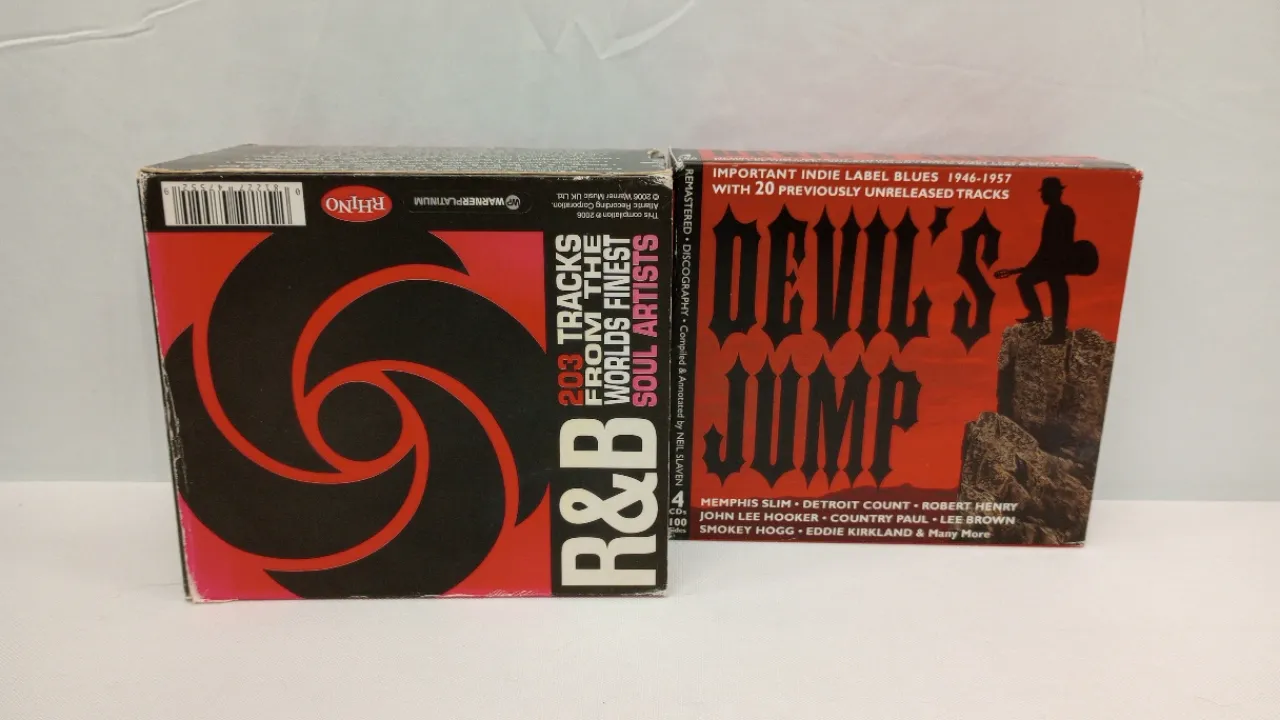 RHINO
WARNERPLATINUM
This compilation ℗ 2006
Atlantic Recording Corporation.
© 2006 Warner Music UK Ltd.
R&B
203 TRACKS
FROM THE
WORLDS FINEST
SOUL ARTISTS
REMASTERED • DISCOGRAPHY • Compiled & Annotated by NEIL SLAVEN
4
CDs
100
Sides
IMPORTANT INDIE LABEL BLUES 1946-1957
WITH 20 PREVIOUSLY UNRELEASED TRACKS
DEVIL'S
JUMP
MEMPHIS SLIM • DETROIT COUNT • ROBERT HENRY
JOHN LEE HOOKER • COUNTRY PAUL • LEE BROWN
SMOKEY HOGG • EDDIE KIRKLAND & Many More